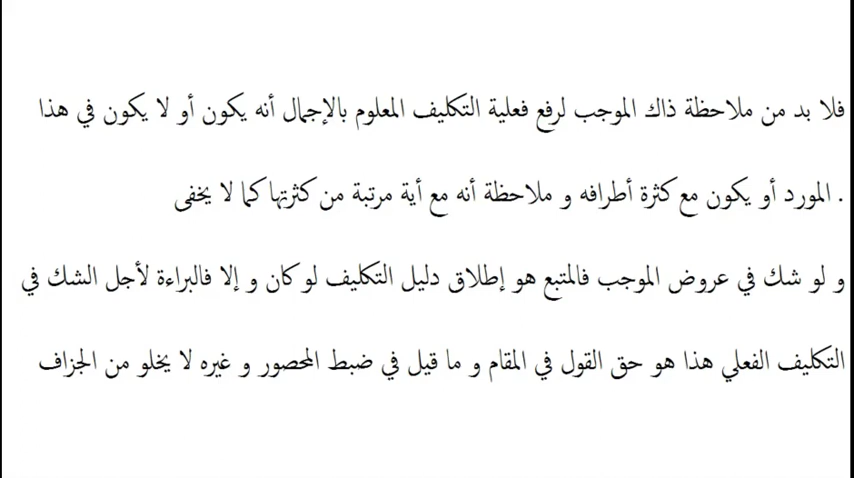 فلا بد من ملاحظة ذاك الموجب لرفع فعلية التكليف المعلوم بالإجمال أنه يكون أو لا يكون في هذا
. المورد أو يكون مع كثرة أطرافه و ملاحظة أنه مع أية مرتبة من كثرتها كما لا يخفى
و لو شك في عروض الموجب فالمتبع هو إطلاق دليل التكليف لو كان و إلا فالبراءة لأجل الشك في
التكليف الفعلي هذا هو حق القول في المقام و ما قيل في ضبط المحصور و غيره لا يخلو من الجزاف